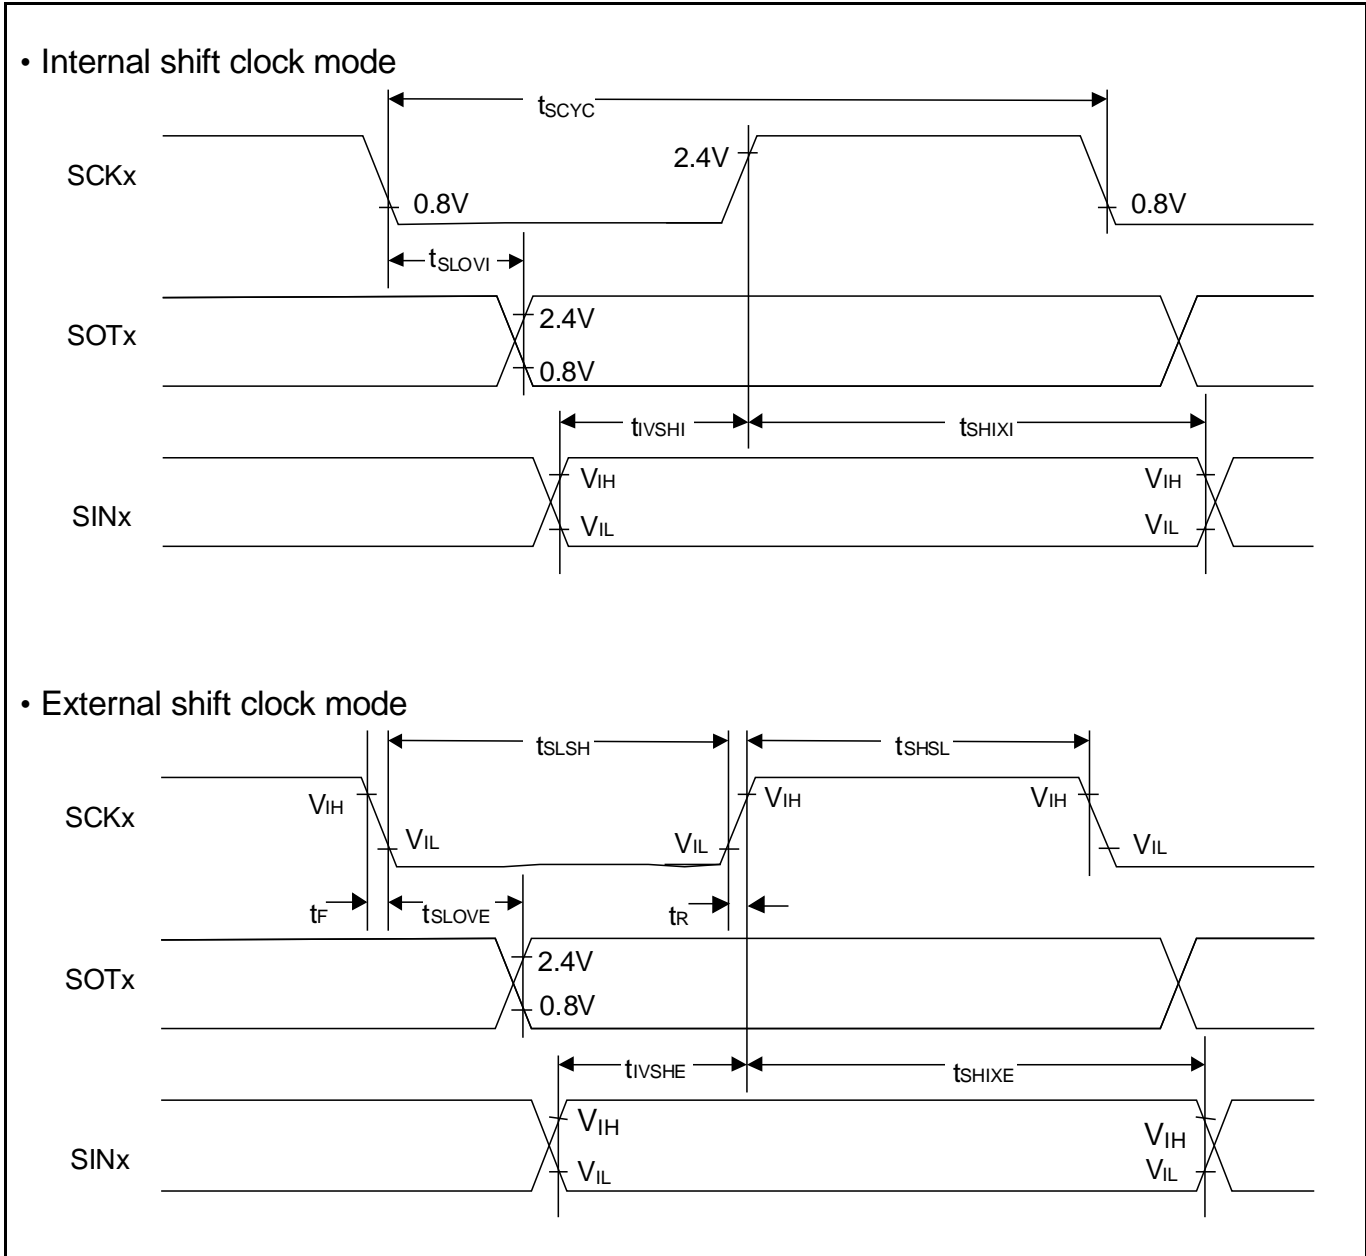 • Internal shift clock mode
tSCYC
SCKx
2.4V
0.8V
0.8V
tSLOVI
SOTx
2.4V
0.8V
tIVSHI
tSHIXI
SINx
VIH
VIH
VIL
VIL
• External shift clock mode
tSLSH
tSHSL
SCKx
VIH
VIH
VIH
VIL
VIL
VIL
tF
tSLOVE
tR
SOTx
2.4V
0.8V
tIVSHE
tSHIXE
SINx
VIH
VIH
VIL
VIL